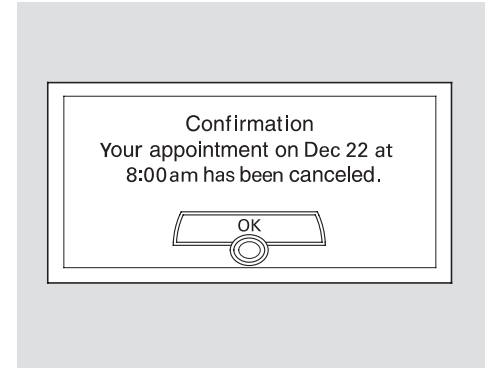 Confirmation
Your appointment on Dec 22 at
8:00am has been canceled.
OK